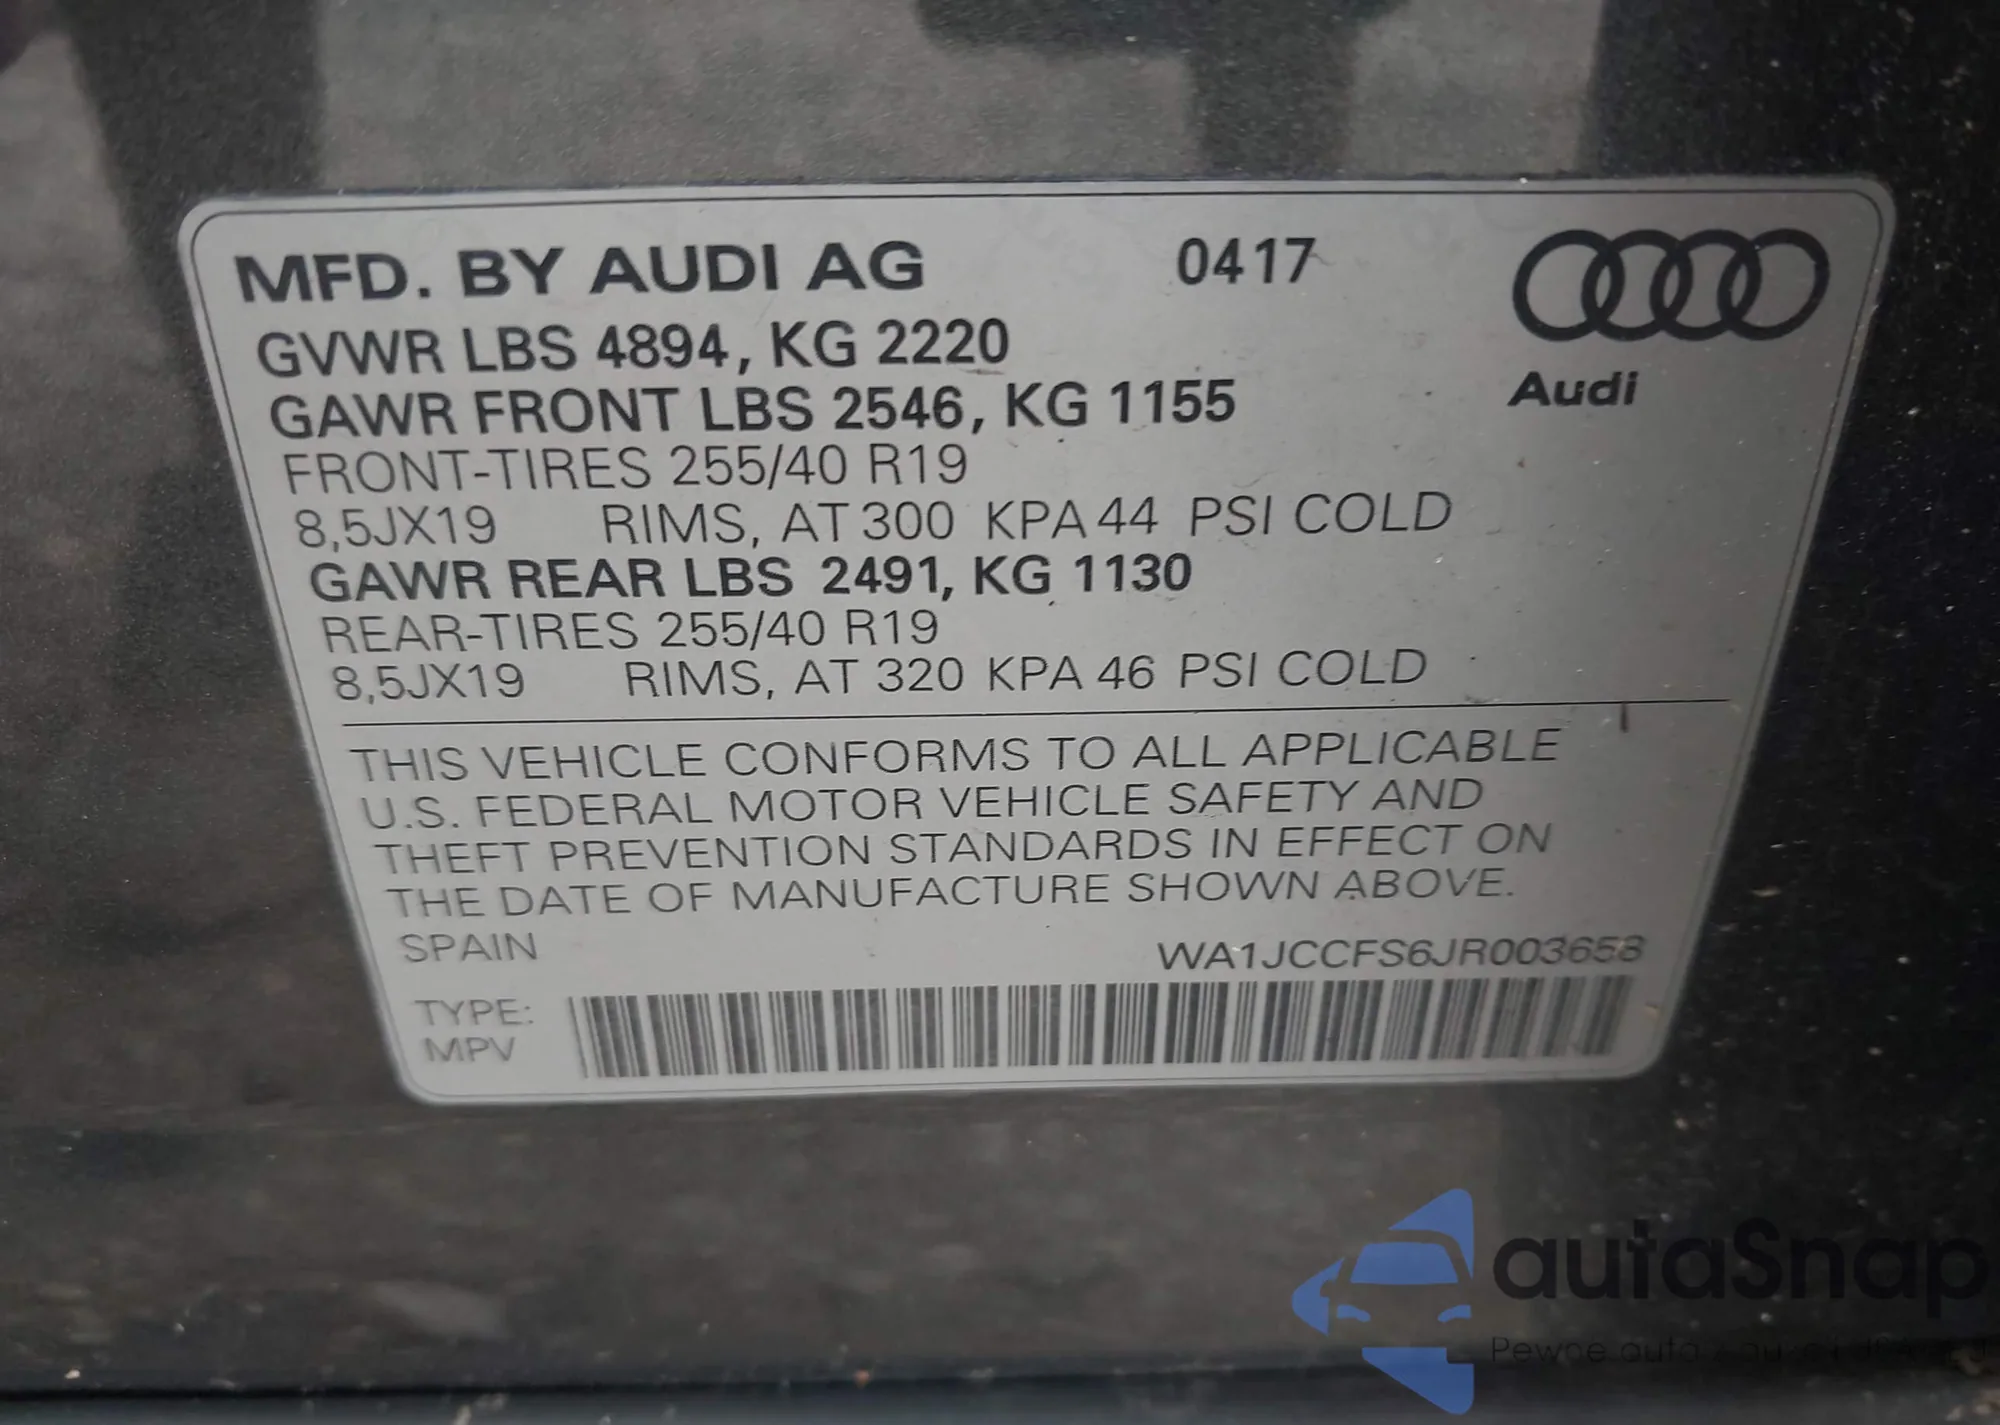 MFD. BY AUDI AG 0417
GVWR LBS 4894, KG 2220
GAWR FRONT LBS 2546, KG 1155
Audi
FRONT-TIRES 255/40 R19
8,5JX19 RIMS, AT 300 KPA 44 PSI COLD
GAWR REAR LBS 2491, KG 1130
REAR-TIRES 255/40 R19
8,5JX19 RIMS, AT 320 KPA 46 PSI COLD
THIS VEHICLE CONFORMS TO ALL APPLICABLE
U.S. FEDERAL MOTOR VEHICLE SAFETY AND
THEFT PREVENTION STANDARDS IN EFFECT ON
THE DATE OF MANUFACTURE SHOWN ABOVE.
SPAIN WA1JCCFS6JR003658
TYPE:
MPV
autaSnap
Pewne auta z